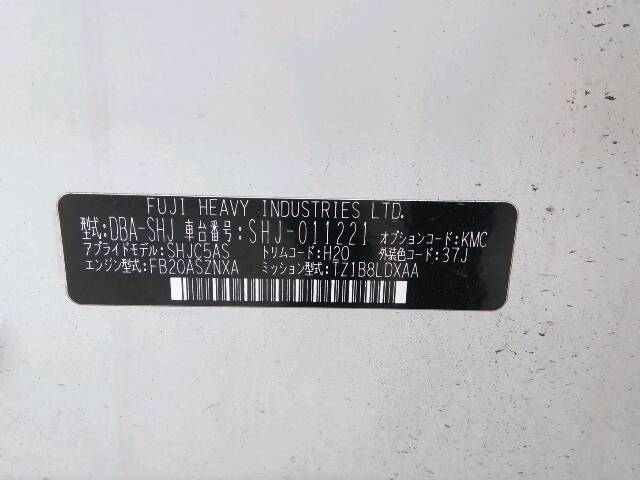 FUJI HEAVY INDUSTRIES LTD.
型式:DBA-SHJ 車台番号:SHJ-011221 オプションコード:KMC
アプライドモデル:SHJC5AS トリムコード:H20 外装色コード:37J
エンジン型式:FB20ASZNXA ミッション型式:TZ1B8LDXAA